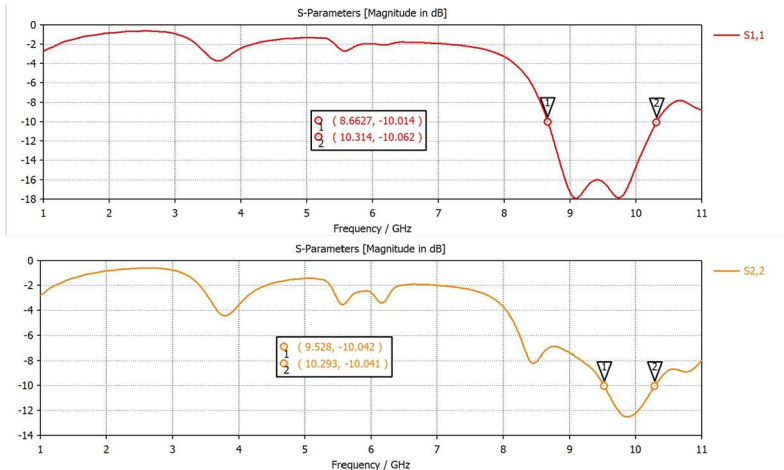 S-Parameters [Magnitude in dB]
0
-2
-4
-6
-8
-10
-12
-14
-16
-18
S1,1
1
2
1 ( 8.6627, -10.014 )
2 ( 10.314, -10.062 )
1 2 3 4 5 6 7 8 9 10 11
Frequency / GHz
S-Parameters [Magnitude in dB]
0
-2
-4
-6
-8
-10
-12
-14
S2,2
1
2
1 ( 9.528, -10.042 )
2 ( 10.293, -10.041 )
1 2 3 4 5 6 7 8 9 10 11
Frequency / GHz